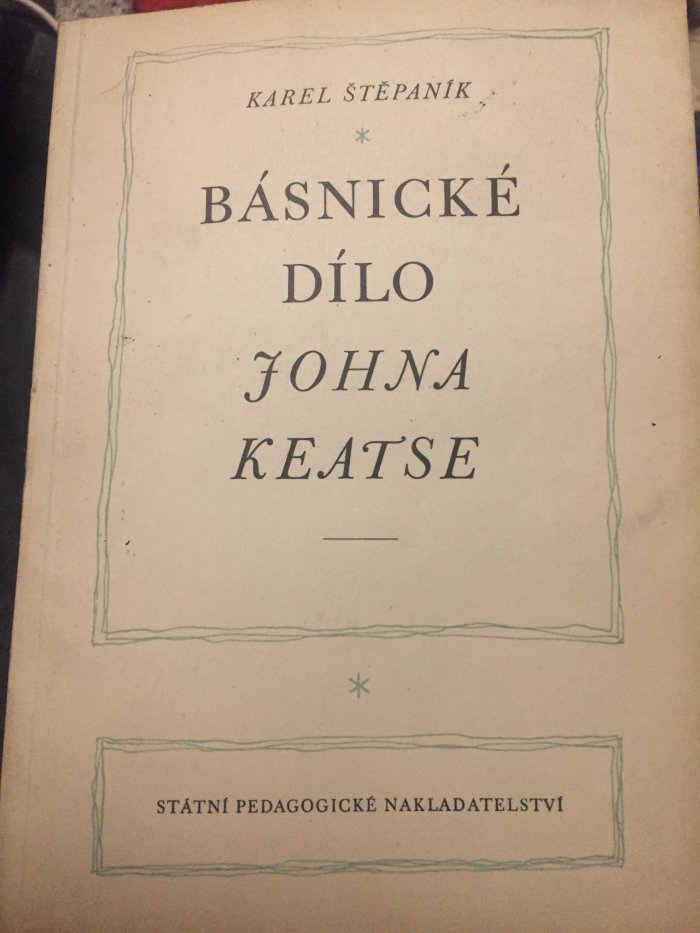 KAREL ŠTĚPANÍK
*
BÁSNICKÉ
DÍLO
JOHNA
KEATSE
*
STÁTNÍ PEDAGOGICKÉ NAKLADATELSTVÍ